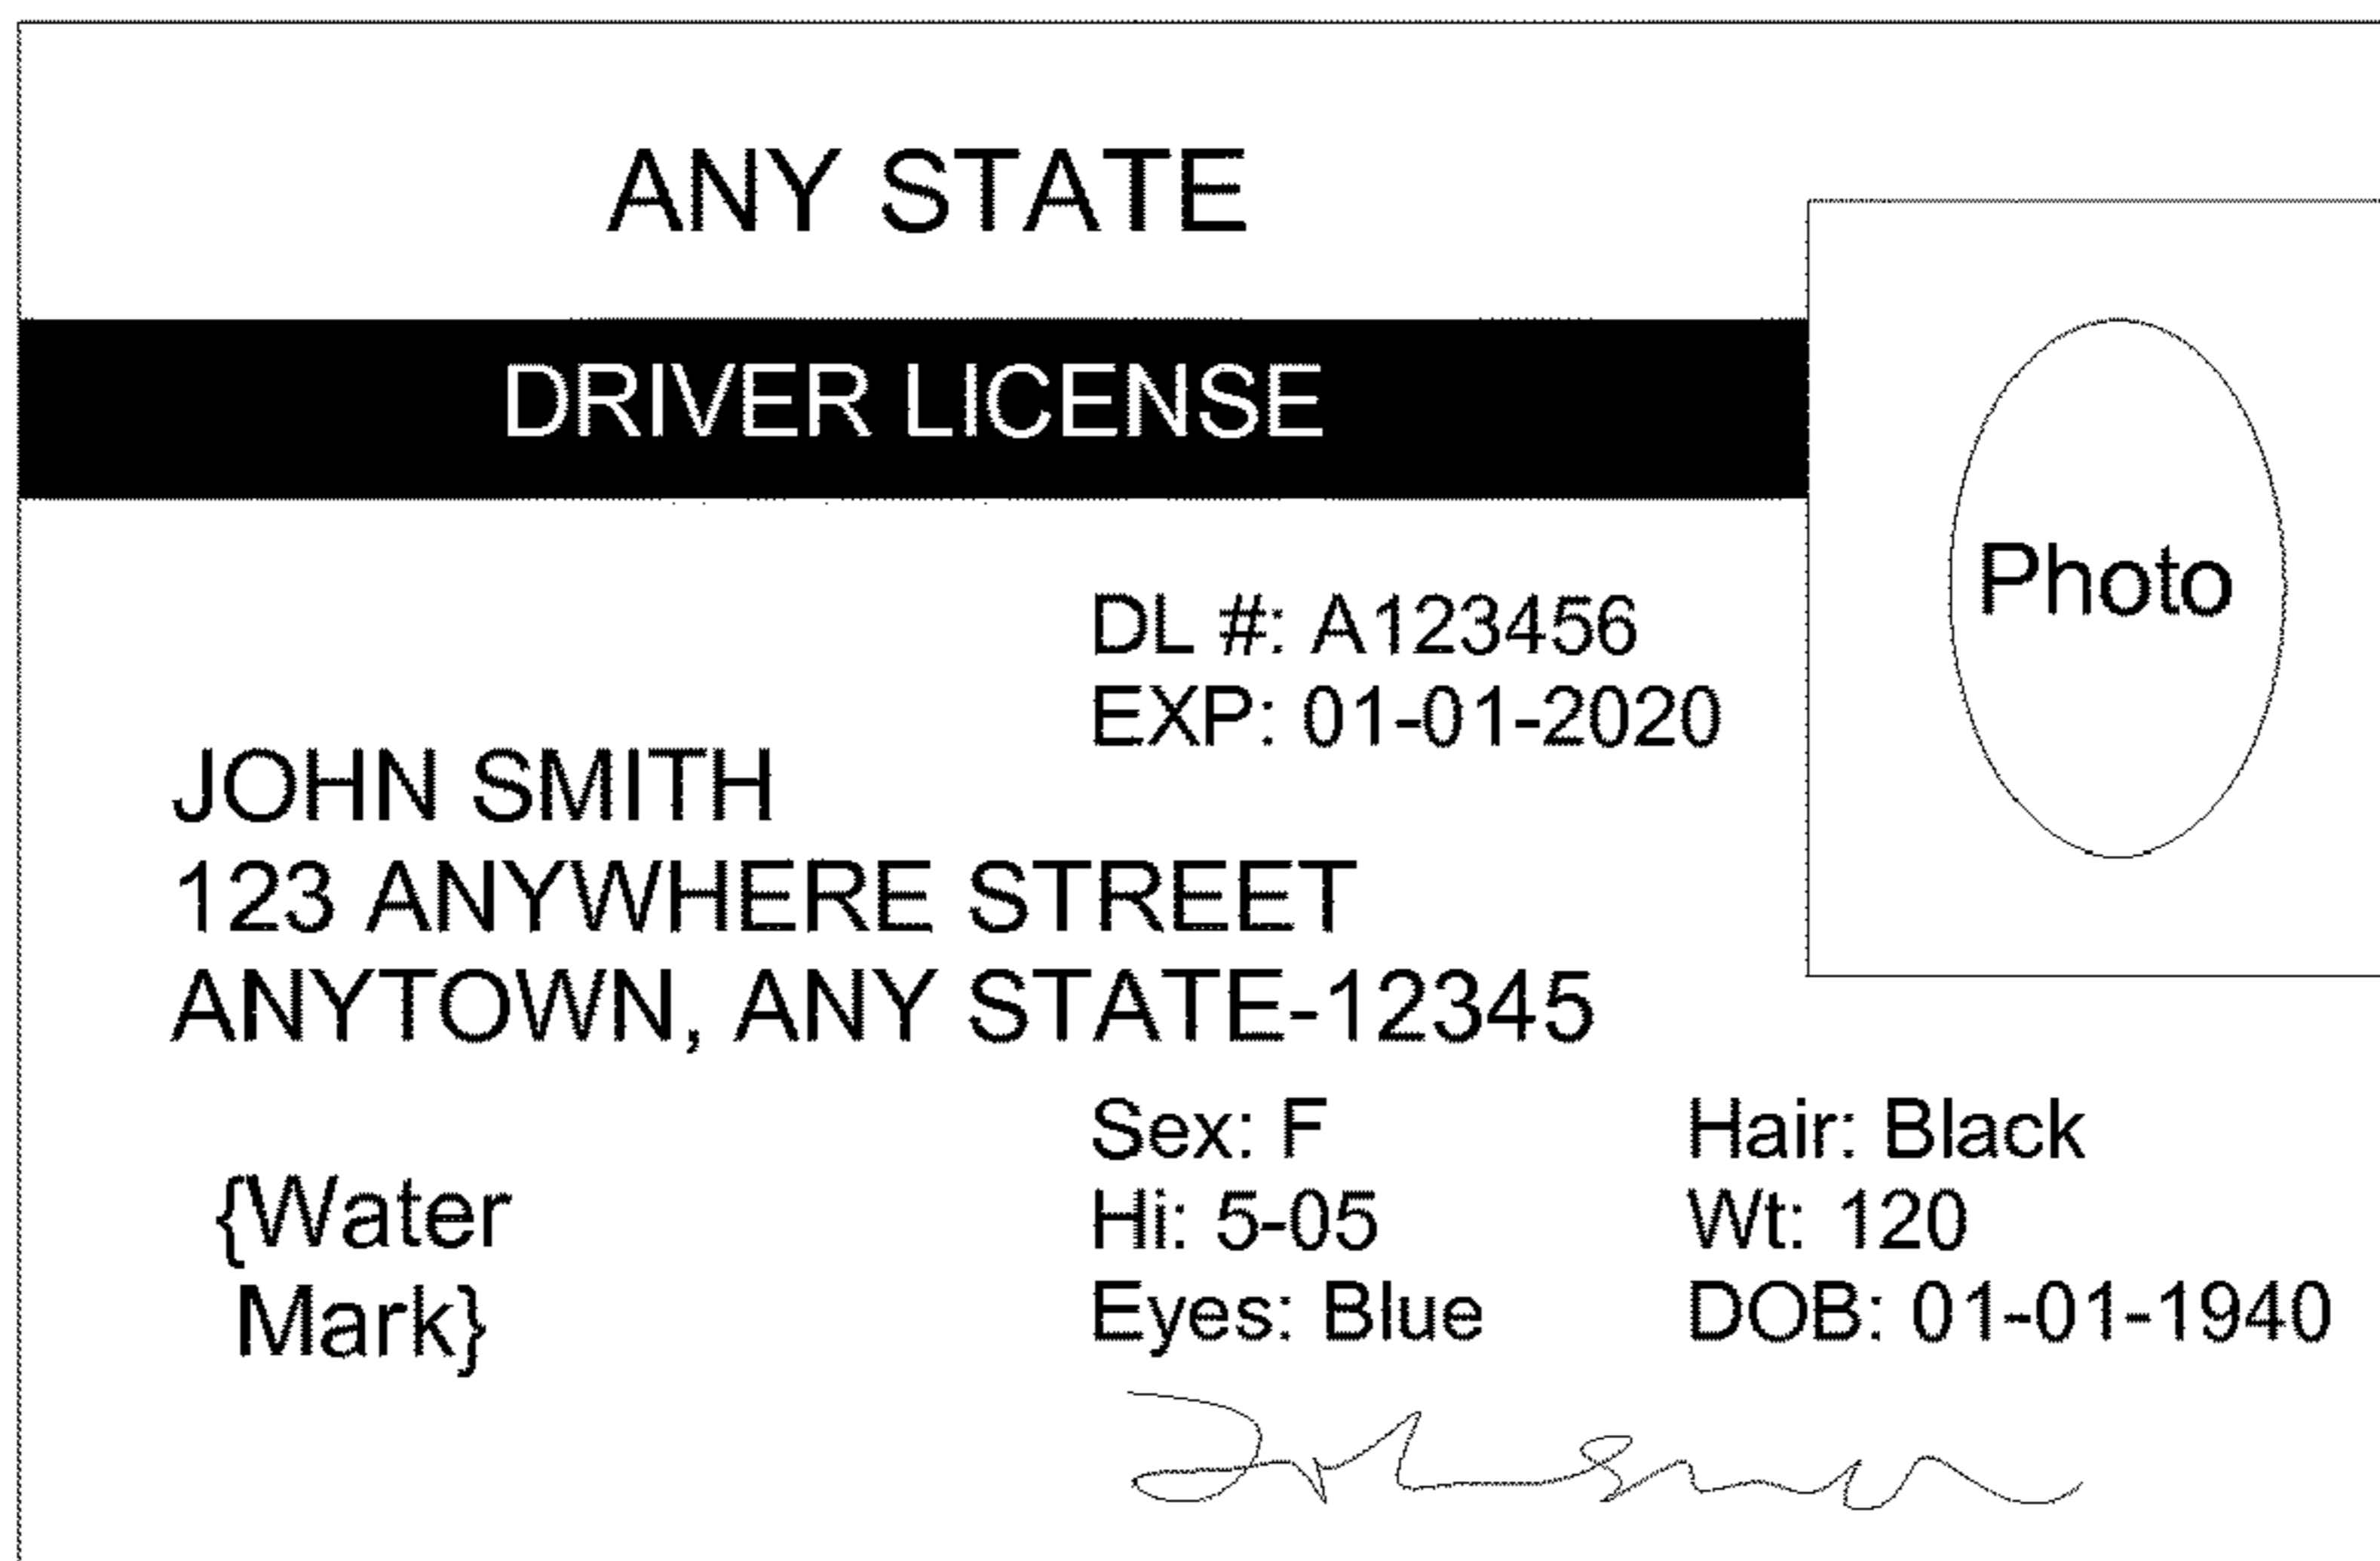 ANY STATE
DRIVER LICENSE
Photo
DL #: A123456
EXP: 01-01-2020
JOHN SMITH
123 ANYWHERE STREET
ANYTOWN, ANY STATE-12345
Sex: F
Hair: Black
Hi: 5-05
Wt: 120
Eyes: Blue
DOB: 01-01-1940
{Water
Mark}